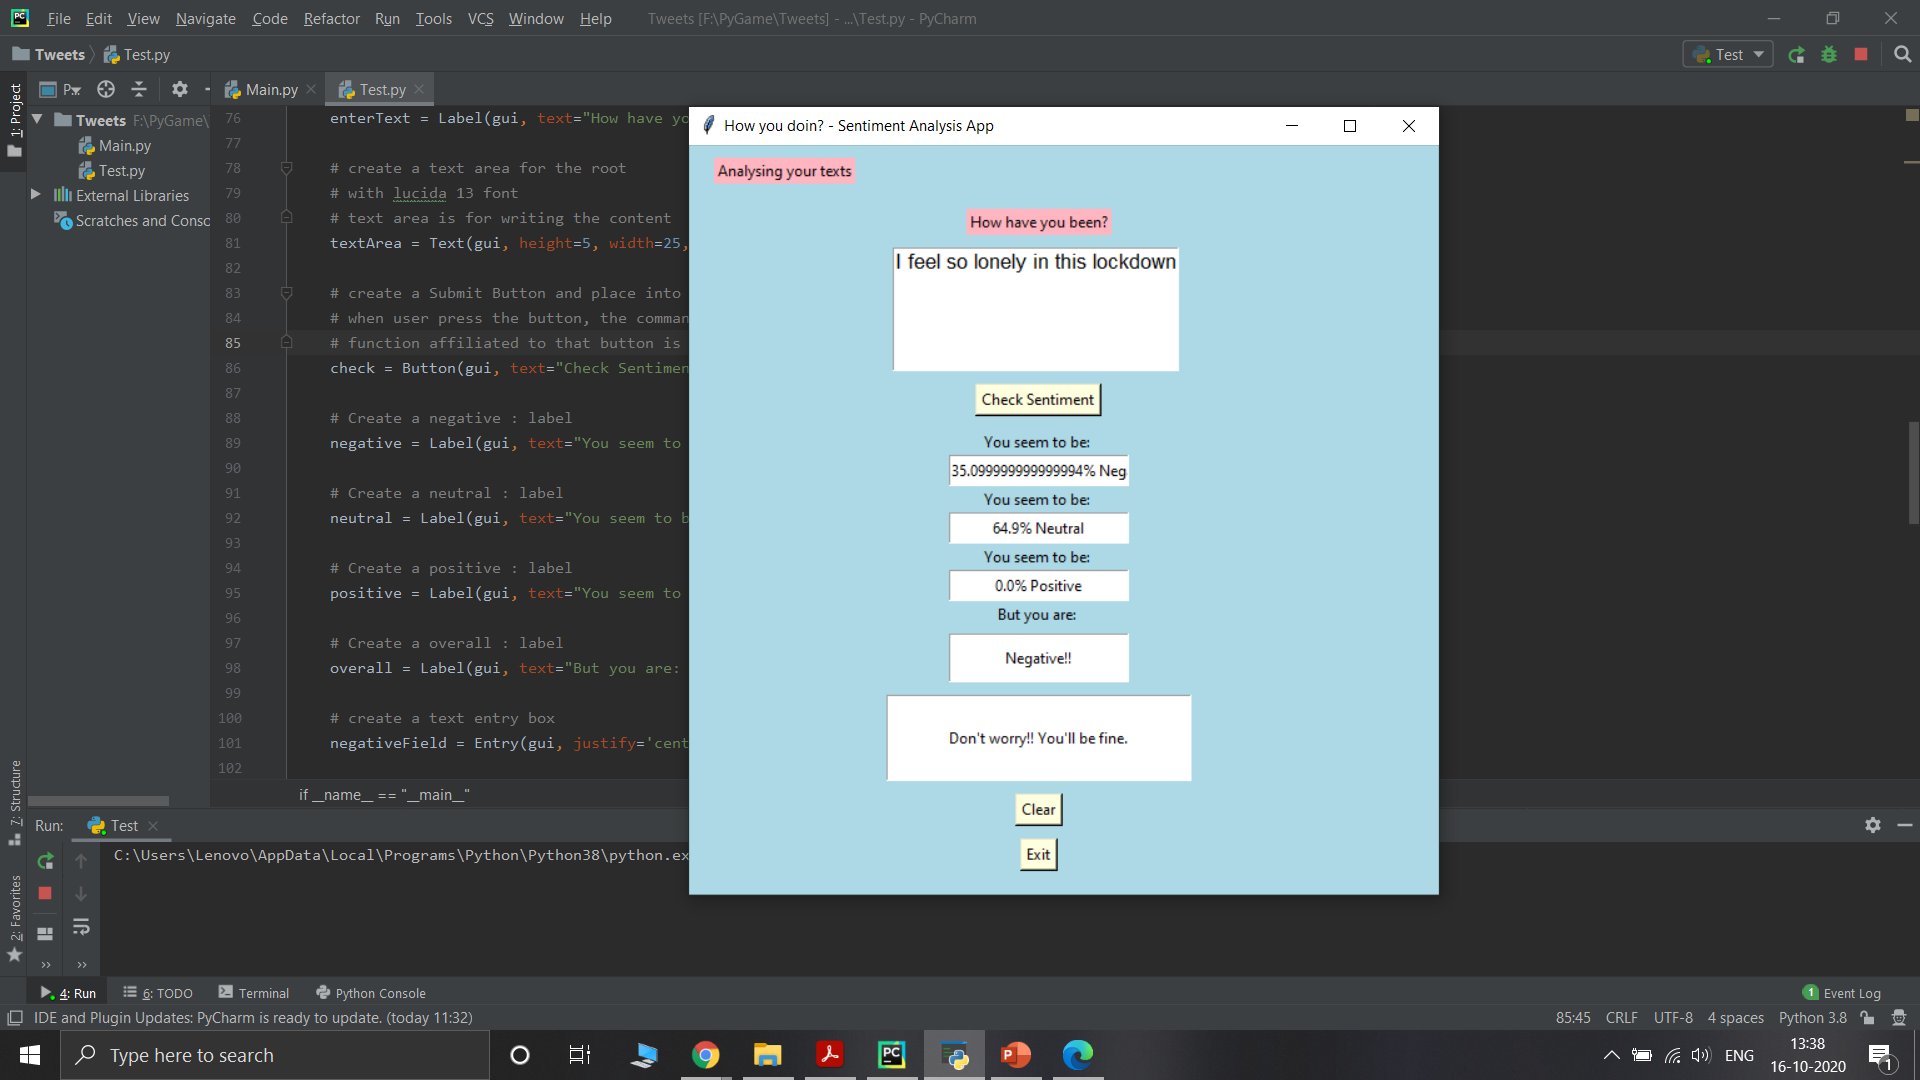 File Edit View Navigate Code Refactor Run Tools VCS Window Help Tweets [F:\PyGame\Tweets] - ...\Test.py - PyCharm
Tweets Test.py Test
P Main.py Test.py
1: Project
Tweets F:\PyGame\
Main.py
Test.py
External Libraries
Scratches and Conso
76 enterText = Label(gui, text="How have yo
77
78 # create a text area for the root
79 # with lucida 13 font
80 # text area is for writing the content
81 textArea = Text(gui, height=5, width=25,
82
83 # create a Submit Button and place into
84 # when user press the button, the comman
85 # function affiliated to that button is
86 check = Button(gui, text="Check Sentimen
87
88 # Create a negative : label
89 negative = Label(gui, text="You seem to
90
91 # Create a neutral : label
92 neutral = Label(gui, text="You seem to b
93
94 # Create a positive : label
95 positive = Label(gui, text="You seem to
96
97 # Create a overall : label
98 overall = Label(gui, text="But you are:
99
100 # create a text entry box
101 negativeField = Entry(gui, justify='cent
102
if __name__ == "__main__"
How you doin? - Sentiment Analysis App
Analysing your texts
How have you been?
I feel so lonely in this lockdown
Check Sentiment
You seem to be:
35.099999999999994% Neg
You seem to be:
64.9% Neutral
You seem to be:
0.0% Positive
But you are:
Negative!!
Don't worry!! You'll be fine.
Clear
Exit
7: Structure
2: Favorites
Run: Test
C:\Users\Lenovo\AppData\Local\Programs\Python\Python38\python.ex
4: Run 6: TODO Terminal Python Console 1 Event Log
IDE and Plugin Updates: PyCharm is ready to update. (today 11:32) 85:45 CRLF UTF-8 4 spaces Python 3.8
Type here to search
ENG
13:38
16-10-2020
1